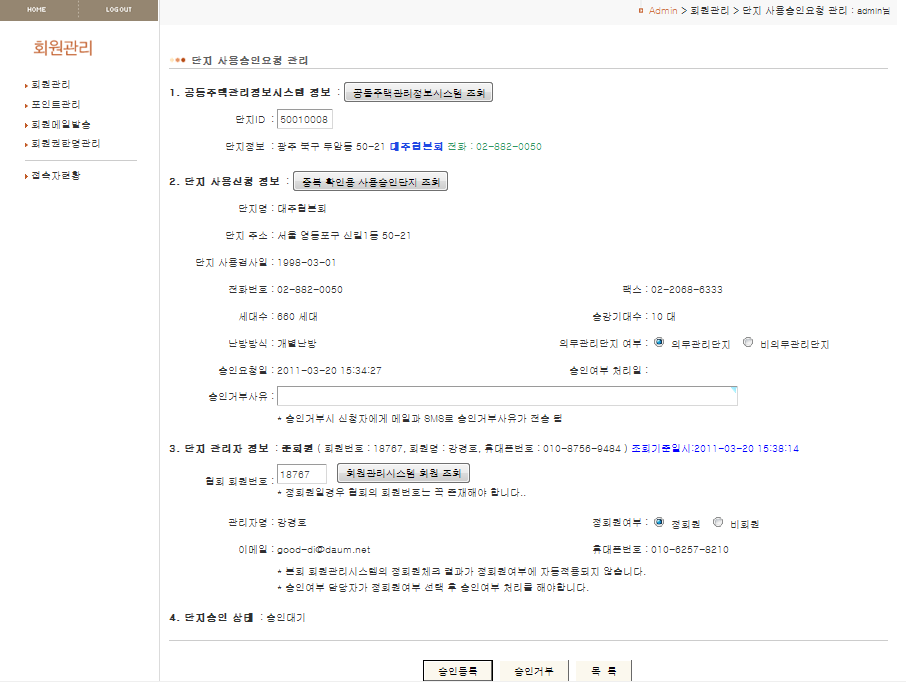 HOME LOGOUT
Admin > 회원관리 > 단지 사용승인요청 관리 : admin님
회원관리
회원관리
포인트관리
회원메일발송
회원권한명관리
접속자현황
단지 사용승인요청 관리
1. 공동주택관리정보시스템 정보 : 공동주택관리정보시스템 조회
단지ID : 50010008
단지정보 : 광주 북구 두암동 50-21 대주협본회 전화 : 02-882-0050
2. 단지 사용신청 정보 : 중복 확인용 사용승인단지 조회
단지명 : 대주협본회
단지 주소 : 서울 영등포구 신길1동 50-21
단지 사용검사일 : 1998-03-01
전화번호 : 02-882-0050 팩스 : 02-2068-6333
세대수 : 660 세대 승강기대수 : 10 대
난방방식 : 개별난방 의무관리단지 여부 : 의무관리단지 비의무관리단지
승인요청일 : 2011-03-20 15:34:27 승인여부 처리일 :
승인거부사유 :
* 승인거부시 신청자에게 메일과 SMS로 승인거부사유가 전송 됨
3. 단지 관리자 정보 : 준회원 ( 회원번호 : 18767, 회원명 : 강경호, 휴대폰번호 : 010-8756-9484 ) 조회기준일시:2011-03-20 15:38:14
협회 회원번호 : 18767 회원관리시스템 회원 조회
* 정회원일경우 협회의 회원번호는 꼭 존재해야 합니다..
관리자명 : 강경호 정회원여부 : 정회원 비회원
이메일 : good-di@daum.net 휴대폰번호 : 010-6257-8210
* 본회 회원관리시스템의 정회원체크 결과가 정회원여부에 자동적용되지 않습니다.
* 승인여부 담당자가 정회원여부 선택 후 승인여부 처리를 해야합니다.
4. 단지승인 상태 : 승인대기
승인등록 승인거부 목 록